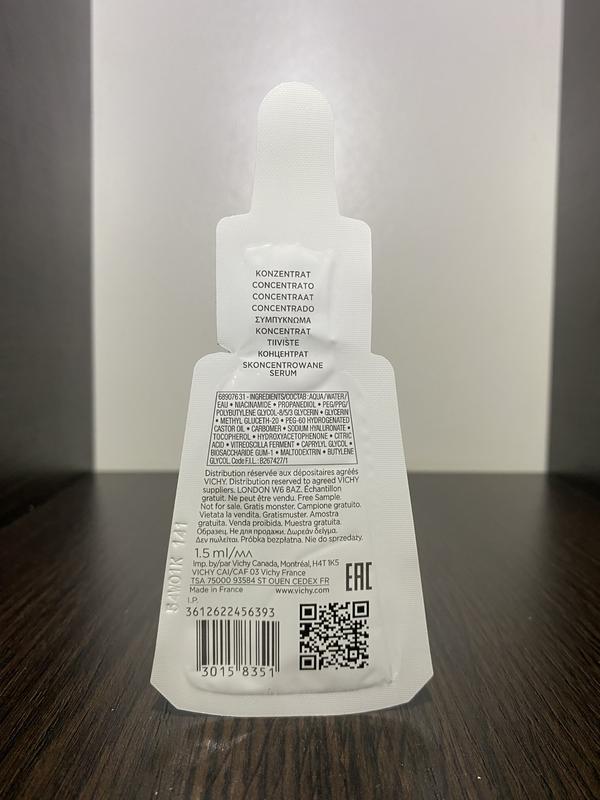 KONZENTRAT
CONCENTRATO
CONCENTRAAT
CONCENTRADO
ΣΥΜΠΥΚΝΩΜΑ
KONCENTRAT
TIIVISTE
КОНЦЕНТРАТ
SKONCENTROWANE
SERUM
689076 31 - INGREDIENTS/СОСТАВ: AQUA/WATER/
EAU • NIACINAMIDE • PROPANEDIOL • PEG/PPG/
POLYBUTYLENE GLYCOL-8/5/3 GLYCERIN • GLYCERIN
• METHYL GLUCETH-20 • PEG-60 HYDROGENATED
CASTOR OIL • CARBOMER • SODIUM HYALURONATE •
TOCOPHEROL • HYDROXYACETOPHENONE • CITRIC
ACID • VITREOSCILLA FERMENT • CAPRYLYL GLYCOL •
BIOSACCHARIDE GUM-1 • MALTODEXTRIN • BUTYLENE
GLYCOL. Code F.I.L.: B267427/1
Distribution réservée aux dépositaires agréés
VICHY. Distribution reserved to agreed VICHY
suppliers. LONDON W6 8AZ. Échantillon
gratuit. Ne peut être vendu. Free Sample.
Not for sale. Gratis monster. Campione gratuito.
Vietata la vendita. Gratismuster. Amostra
gratuita. Venda proibida. Muestra gratuita.
Образец. Не для продажи. Δωρεάν δείγμα.
Δεν πωλείται. Próbka bezpłatna. Nie do sprzedaży.
1.5 ml/мл
Imp. by/par Vichy Canada, Montréal, H4T 1K5
VICHY CAI/CAF 03 Vichy France
TSA 75000 93584 ST OUEN CEDEX FR
Made in France www.vichy.com
EAC
I.P.
3612622456393
3015 8351